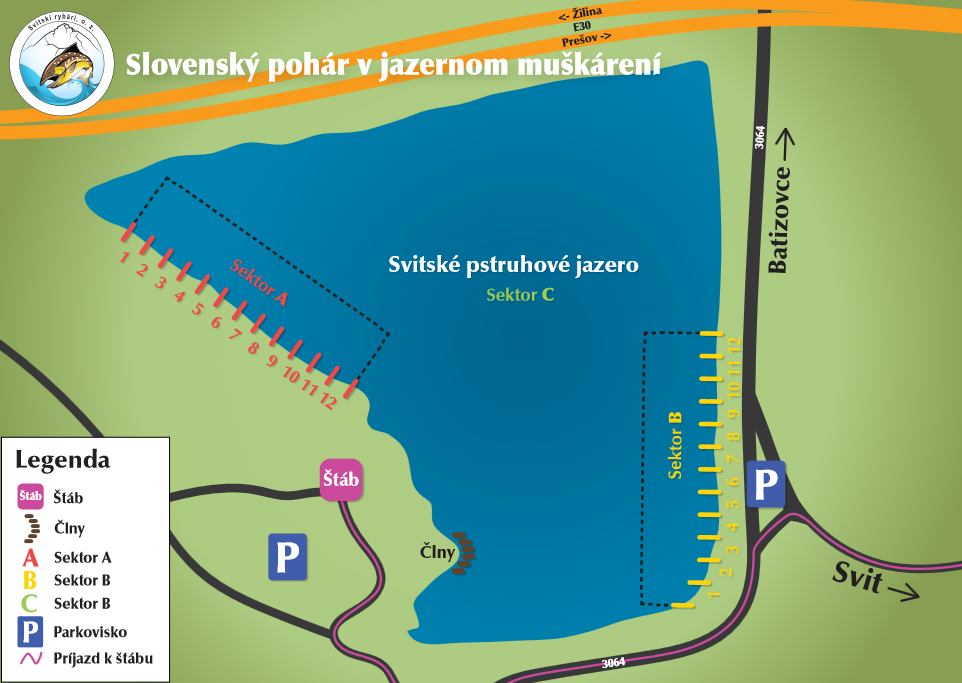 Svitskí rybári, o. z.
<- Žilina
E30
Prešov ->
Slovenský pohár v jazernom muškárení
3064
Batizovce
Svitské pstruhové jazero
Sektor C
Sektor A
1 2 3 4 5 6 7 8 9 10 11 12
Sektor B
12 11 10 9 8 7 6 5 4 3 2 1
P
Štáb
Člny
P
Svit
3064
Legenda
Štáb Štáb
Člny
A Sektor A
B Sektor B
C Sektor B
P Parkovisko
Príjazd k štábu